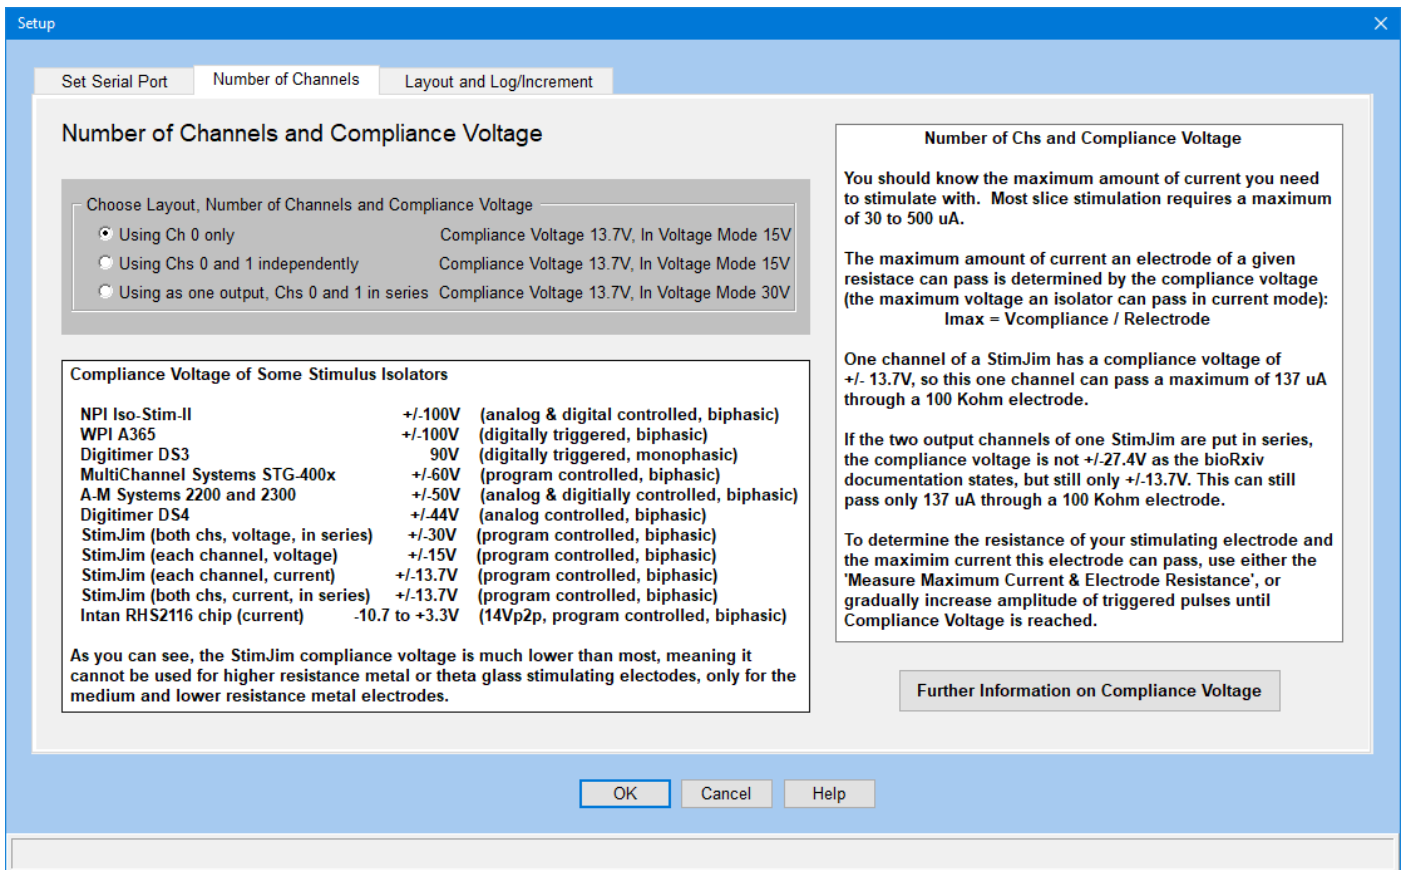 Setup
Set Serial Port
Number of Channels
Layout and Log/Increment
Number of Channels and Compliance Voltage
Choose Layout, Number of Channels and Compliance Voltage
Using Ch 0 only Compliance Voltage 13.7V, In Voltage Mode 15V
Using Chs 0 and 1 independently Compliance Voltage 13.7V, In Voltage Mode 15V
Using as one output, Chs 0 and 1 in series Compliance Voltage 13.7V, In Voltage Mode 30V
Compliance Voltage of Some Stimulus Isolators
NPI Iso-Stim-II +/-100V (analog & digital controlled, biphasic)
WPI A365 +/-100V (digitally triggered, biphasic)
Digitimer DS3 90V (digitally triggered, monophasic)
MultiChannel Systems STG-400x +/-60V (program controlled, biphasic)
A-M Systems 2200 and 2300 +/-50V (analog & digitially controlled, biphasic)
Digitimer DS4 +/-44V (analog controlled, biphasic)
StimJim (both chs, voltage, in series) +/-30V (program controlled, biphasic)
StimJim (each channel, voltage) +/-15V (program controlled, biphasic)
StimJim (each channel, current) +/-13.7V (program controlled, biphasic)
StimJim (both chs, current, in series) +/-13.7V (program controlled, biphasic)
Intan RHS2116 chip (current) -10.7 to +3.3V (14Vp2p, program controlled, biphasic)
As you can see, the StimJim compliance voltage is much lower than most, meaning it
cannot be used for higher resistance metal or theta glass stimulating electodes, only for the
medium and lower resistance metal electrodes.
Number of Chs and Compliance Voltage
You should know the maximum amount of current you need
to stimulate with. Most slice stimulation requires a maximum
of 30 to 500 uA.
The maximum amount of current an electrode of a given
resistace can pass is determined by the compliance voltage
(the maximum voltage an isolator can pass in current mode):
Imax = Vcompliance / Relectrode
One channel of a StimJim has a compliance voltage of
+/- 13.7V, so this one channel can pass a maximum of 137 uA
through a 100 Kohm electrode.
If the two output channels of one StimJim are put in series,
the compliance voltage is not +/-27.4V as the bioRxiv
documentation states, but still only +/-13.7V. This can still
pass only 137 uA through a 100 Kohm electrode.
To determine the resistance of your stimulating electrode and
the maximim current this electrode can pass, use either the
'Measure Maximum Current & Electrode Resistance', or
gradually increase amplitude of triggered pulses until
Compliance Voltage is reached.
Further Information on Compliance Voltage
OK
Cancel
Help